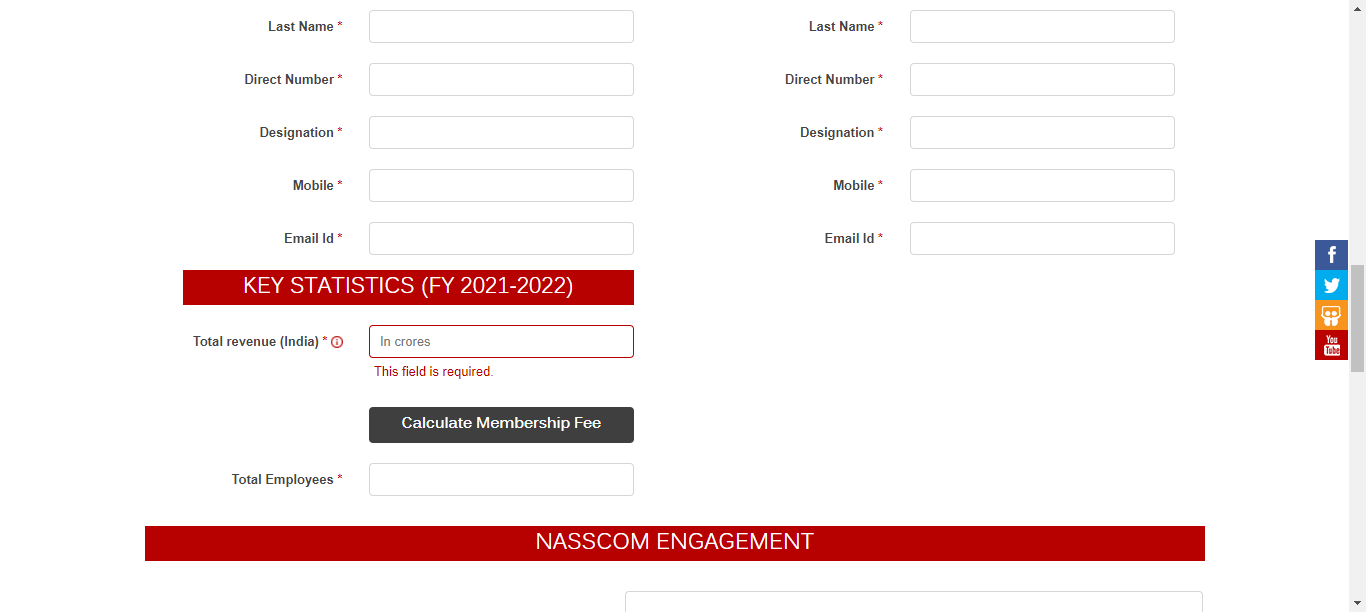 Last Name *
Last Name *
Direct Number *
Direct Number *
Designation *
Designation *
Mobile *
Mobile *
Email Id *
Email Id *
KEY STATISTICS (FY 2021-2022)
Total revenue (India) *
In crores
This field is required.
Calculate Membership Fee
Total Employees *
NASSCOM ENGAGEMENT
You
Tube